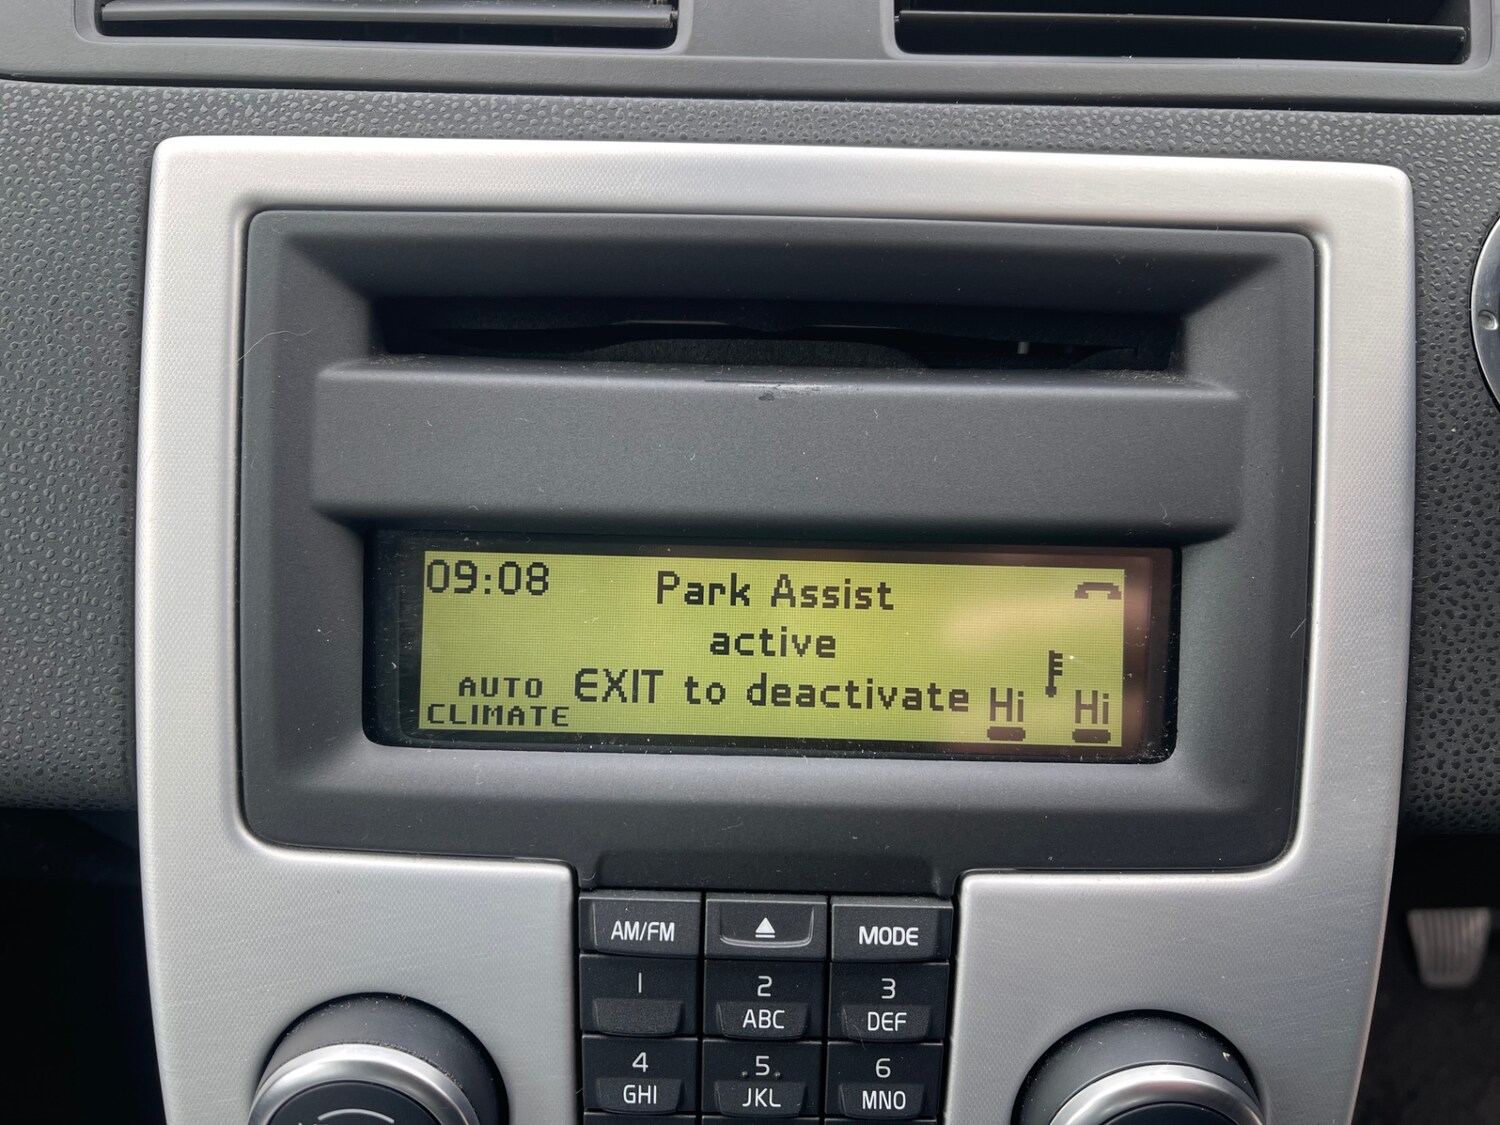 09:08
Park Assist
active
AUTO
CLIMATE
EXIT to deactivate
Hi
Hi
AM/FM
MODE
1
2
3
ABC
DEF
4
5
6
GHI
JKL
MNO